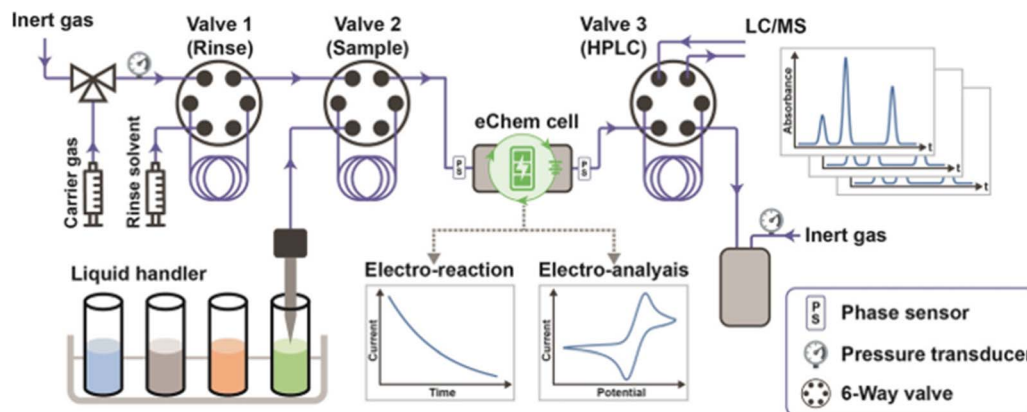 Inert gas
Valve 1
(Rinse)
Valve 2
(Sample)
Valve 3
(HPLC)
LC/MS
Absorbance
t
t
t
eChem cell
PS
PS
Carrier gas
Rinse solvent
Inert gas
Liquid handler
Electro-reaction
Current
Time
Electro-analyais
Current
Potential
PS
Phase sensor
Pressure transducer
6-Way valve